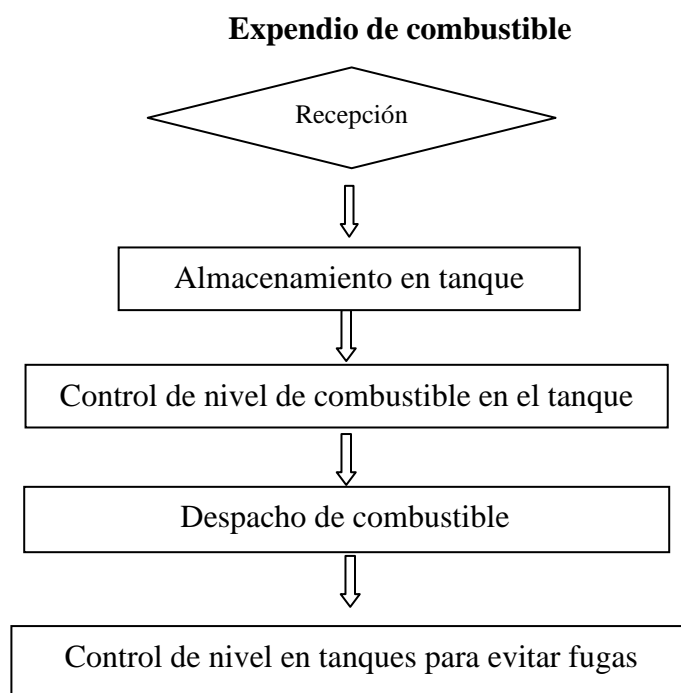 Expendio de combustible
Recepción
Almacenamiento en tanque
Control de nivel de combustible en el tanque
Despacho de combustible
Control de nivel en tanques para evitar fugas